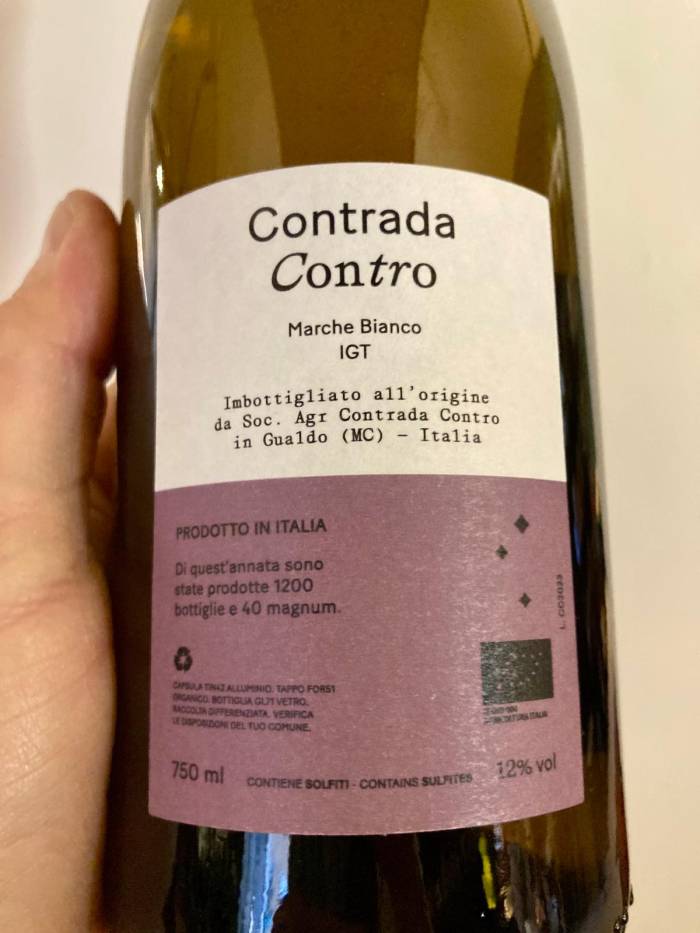 Contrada
Contro
Marche Bianco
IGT
Imbottigliato all'origine
da Soc. Agr Contrada Contro
in Gualdo (MC) – Italia
PRODOTTO IN ITALIA
Di quest'annata sono
state prodotte 1200
bottiglie e 40 magnum.
CAPSULA ALLUMINIO. TAPPO FOR51
ORGANICO. BOTTIGLIA GL71 VETRO.
RACCOLTA DIFFERENZIATA. VERIFICA
LE DISPOSIZIONI DEL TUO COMUNE.
ITALIA
750 ml
CONTIENE SOLFITI - CONTAINS SULFITES
12% vol